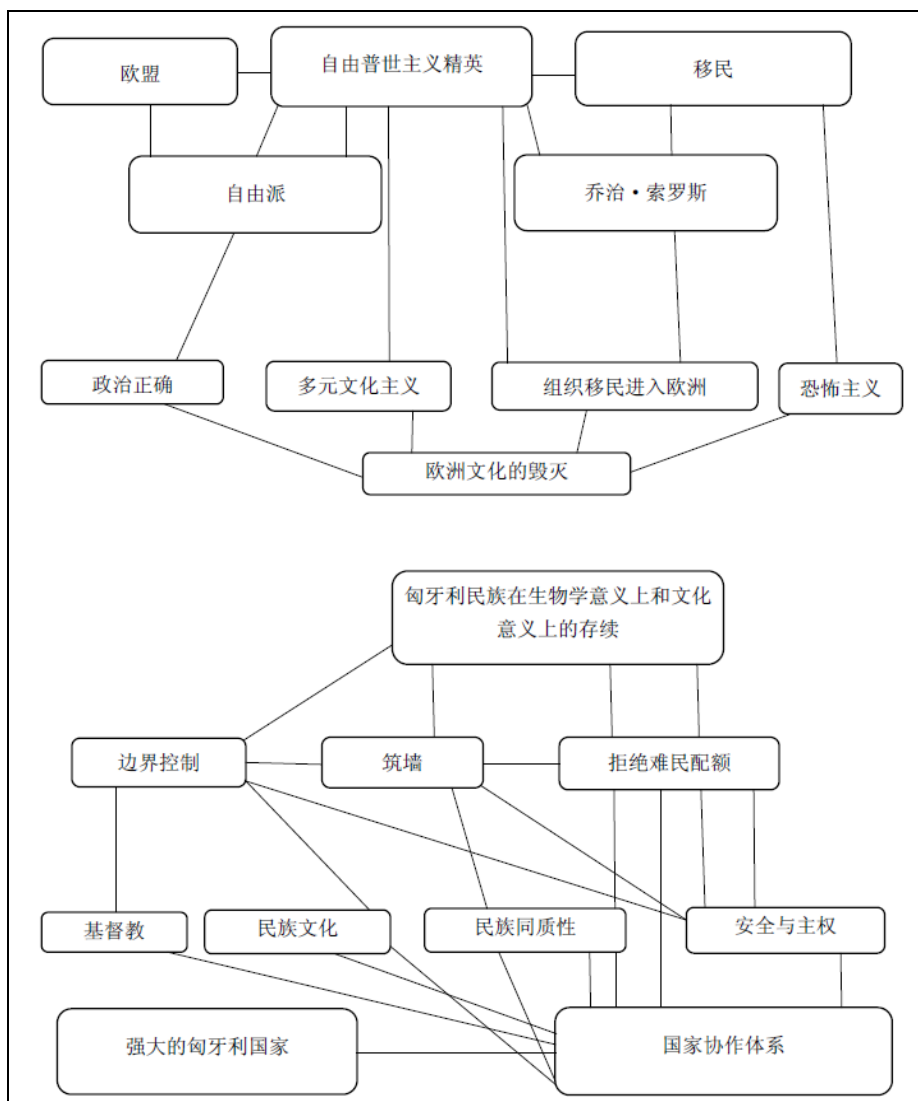 欧盟
自由普世主义精英
移民
自由派
乔治·索罗斯
政治正确
多元文化主义
组织移民进入欧洲
恐怖主义
欧洲文化的毁灭
匈牙利民族在生物学意义上和文化
意义上的存续
边界控制
筑墙
拒绝难民配额
基督教
民族文化
民族同质性
安全与主权
强大的匈牙利国家
国家协作体系